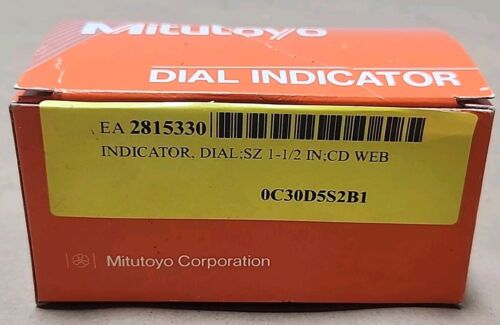 Mitutoyo
DIAL INDICATOR
EA 2815330
INDICATOR, DIAL;SZ 1-1/2 IN;CD WEB
0C30D5S2B1
Mitutoyo Corporation